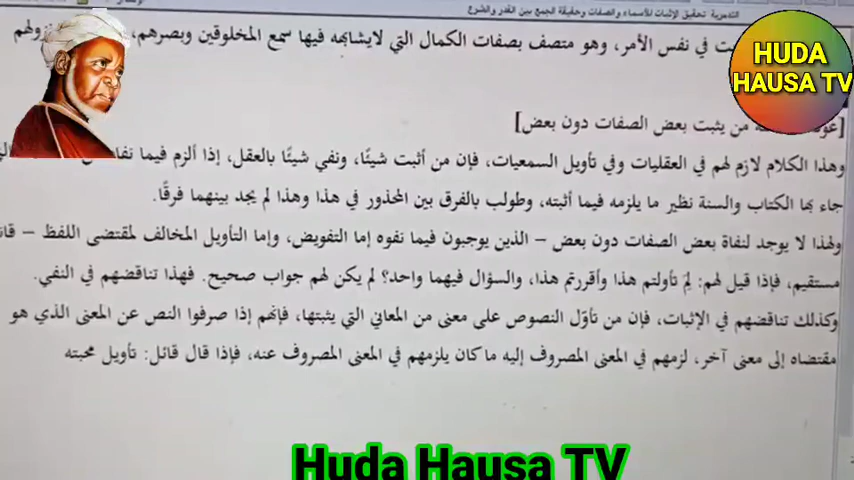 التدمرية تحقيق الإثبات للأسماء والصفات وحقيقة الجمع بين القدر والشرع
في نفس الأمر، وهو متصف بصفات الكمال التي لايشابهه فيها سمع المخلوقين وبصرهم،
HUDA
HAUSA TV
من يثبت بعض الصفات دون بعض]
وهذا الكلام لازم لهم في العقليات وفي تأويل السمعيات، فإن من أثبت شيئًا، ونفي شيئًا بالعقل، إذا ألزم فيما
جاء بها الكتاب والسنة نظير ما يلزمه فيما أثبته، وطولب بالفرق بين المحذور في هذا وهذا لم يجد بينهما فرقًا.
ولهذا لا يوجد لنفاة بعض الصفات دون بعض – الذين يوجبون فيما نفوه إما التفويض، وإما التأويل المخالف لمقتضى اللفظ –
مستقيم، فإذا قيل لهم: لِمَ تأولتم هذا وأقررتم هذا، والسؤال فيهما واحد؟ لم يكن لهم جواب صحيح. فهذا تناقضهم في النفي.
وكذلك تناقضهم في الإثبات، فإن من تأوّل النصوص على معنى من المعاني التي يثبتها، فإنهم إذا صرفوا النص عن المعنى الذي هو
مقتضاه إلى معنى آخر، لزمهم في المعنى المصروف إليه ما كان يلزمهم في المعنى المصروف عنه، فإذا قال قائل: تأويل محبته
Huda Hausa TV